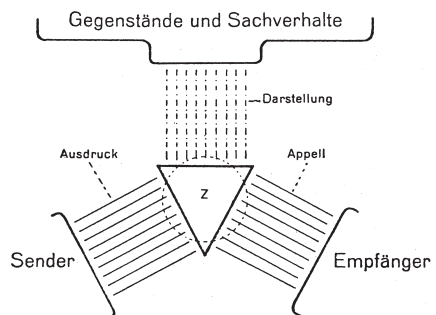 Gegenstände und Sachverhalte
Darstellung
Ausdruck
Appell
Z
Sender
Empfänger